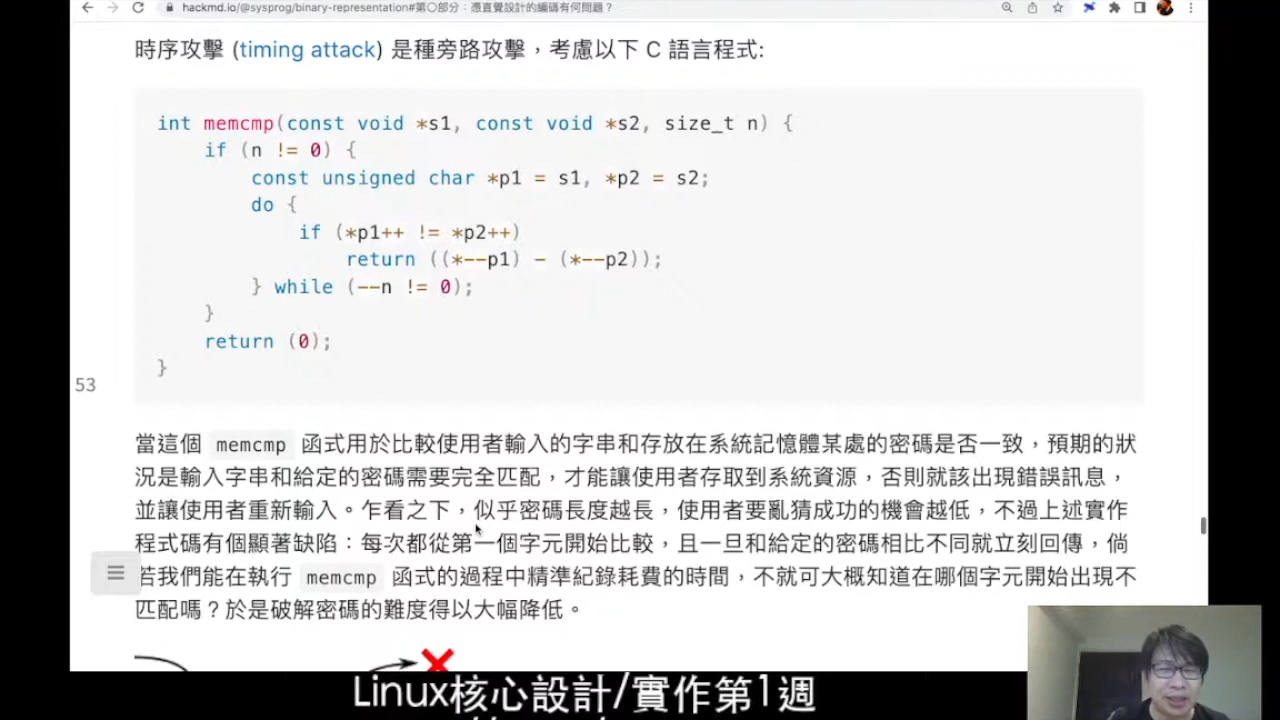 hackmd.io/@sysprog/binary-representation#第〇部分：憑直覺設計的編碼有何問題？
時序攻擊 (timing attack) 是種旁路攻擊，考慮以下 C 語言程式:
int memcmp(const void *s1, const void *s2, size_t n) {
if (n != 0) {
const unsigned char *p1 = s1, *p2 = s2;
do {
if (*p1++ != *p2++)
return ((*--p1) - (*--p2));
} while (--n != 0);
}
return (0);
}
53
當這個 memcmp 函式用於比較使用者輸入的字串和存放在系統記憶體某處的密碼是否一致，預期的狀
況是輸入字串和給定的密碼需要完全匹配，才能讓使用者存取到系統資源，否則就該出現錯誤訊息，
並讓使用者重新輸入。乍看之下，似乎密碼長度越長，使用者要亂猜成功的機會越低，不過上述實作
程式碼有個顯著缺陷：每次都從第一個字元開始比較，且一旦和給定的密碼相比不同就立刻回傳，倘
若我們能在執行 memcmp 函式的過程中精準紀錄耗費的時間，不就可大概知道在哪個字元開始出現不
匹配嗎？於是破解密碼的難度得以大幅降低。
Linux核心設計/實作第1週